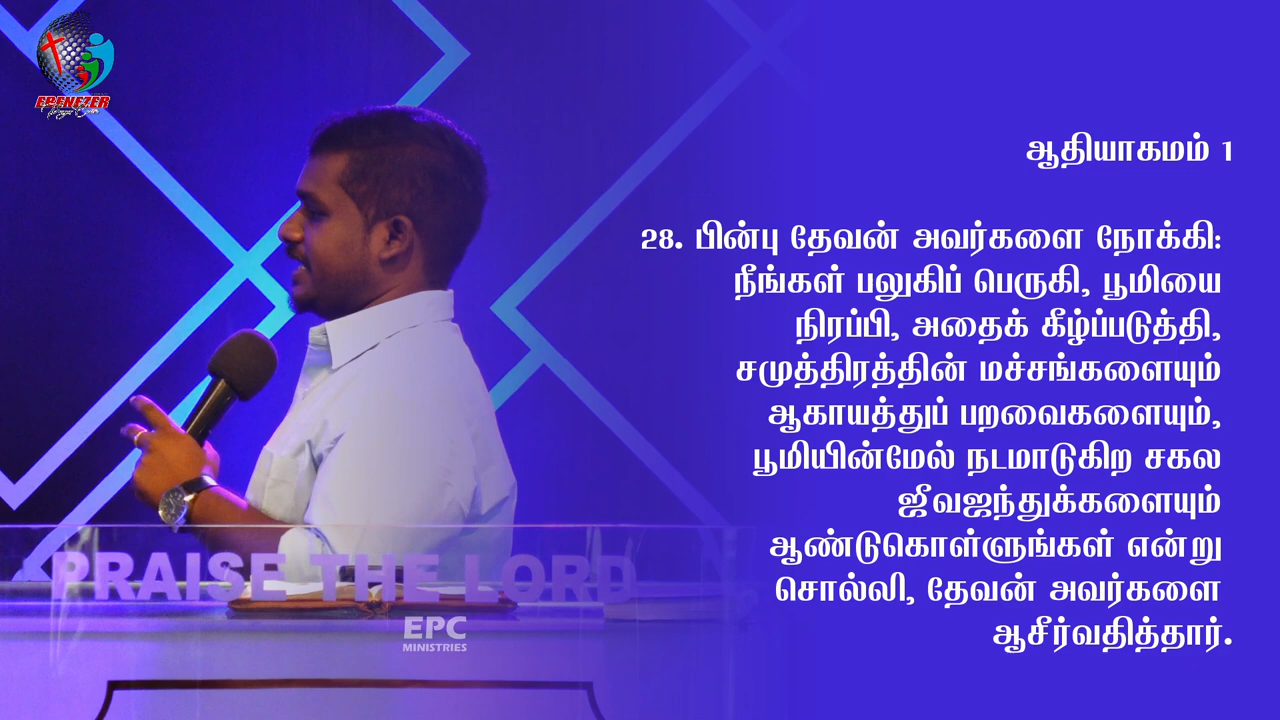 EBENEZER
ஆதியாகமம் 1
28. பின்பு தேவன் அவர்களை நோக்கி:
நீங்கள் பலுகிப் பெருகி, பூமியை
நிரப்பி, அதைக் கீழ்ப்படுத்தி,
சமுத்திரத்தின் மச்சங்களையும்
ஆகாயத்துப் பறவைகளையும்,
பூமியின்மேல் நடமாடுகிற சகல
ஜீவஜந்துக்களையும்
ஆண்டுகொள்ளுங்கள் என்று
சொல்லி, தேவன் அவர்களை
ஆசீர்வதித்தார்.
PRAISE THE LORD
EPC
MINISTRIES